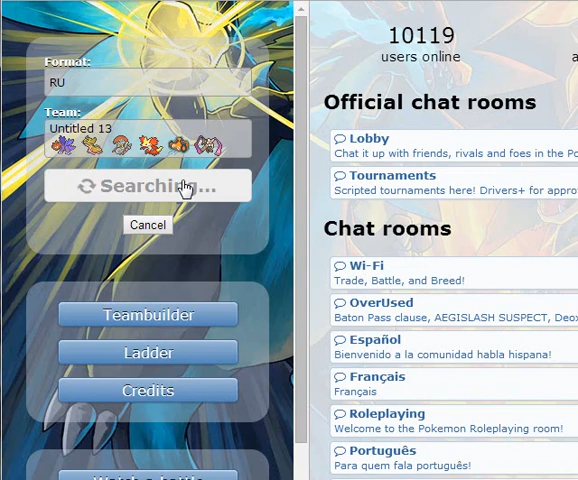 Format:
RU
Team:
Untitled 13
Searching...
Cancel
Teambuilder
Ladder
Credits
10119
users online
Official chat rooms
Lobby
Chat it up with friends, rivals and foes in the Po
Tournaments
Scripted tournaments here! Drivers+ for appro
Chat rooms
Wi-Fi
Trade, Battle, and Breed!
OverUsed
Baton Pass clause, AEGISLASH SUSPECT, Deox
Español
Bienvenido a la comunidad habla hispana!
Français
Français
Roleplaying
Welcome to the Pokemon Roleplaying room!
Português
Para quem fala português!